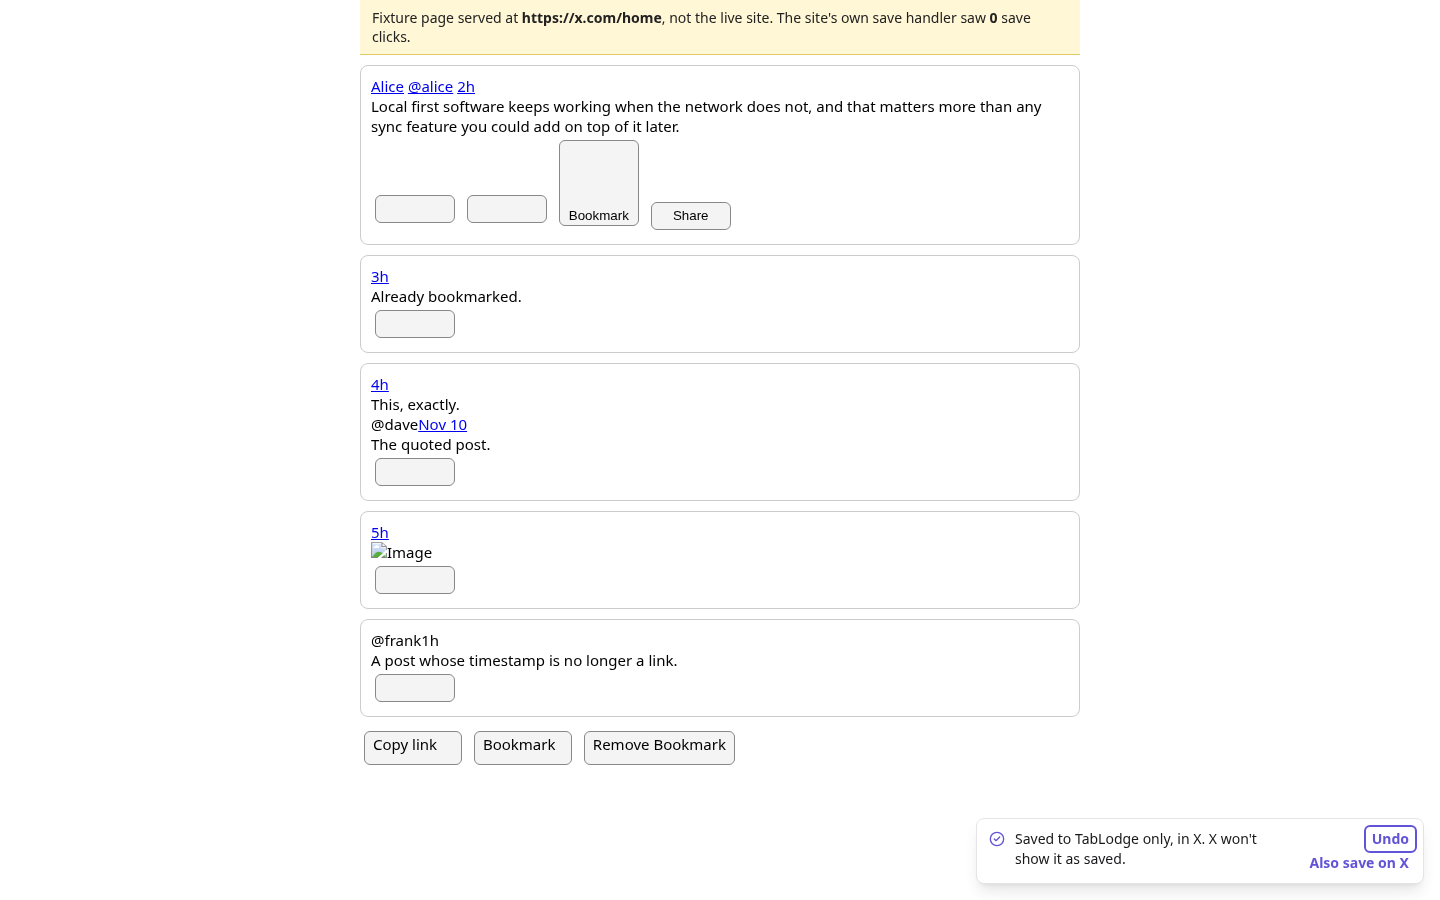 Fixture page served at https://x.com/home, not the live site. The site's own save handler saw 0 save
clicks.
Alice @alice 2h
Local first software keeps working when the network does not, and that matters more than any
sync feature you could add on top of it later.
Bookmark
Share
3h
Already bookmarked.
4h
This, exactly.
@daveNov 10
The quoted post.
5h
Image
@frank1h
A post whose timestamp is no longer a link.
Copy link
Bookmark
Remove Bookmark
Saved to TabLodge only, in X. X won't
show it as saved.
Undo
Also save on X